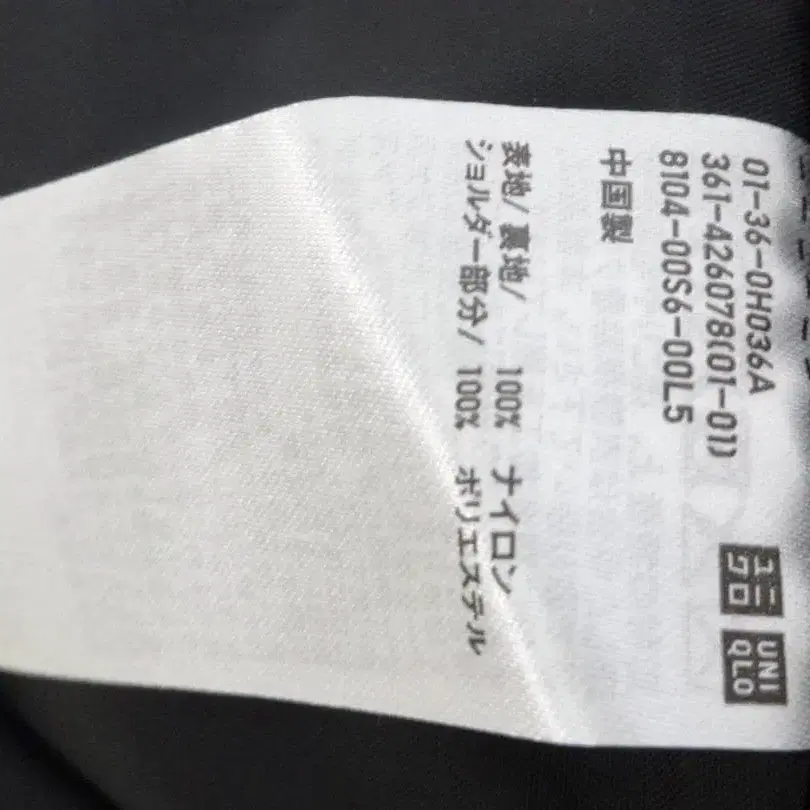 01-36-0H036A
361-426078(01-01)
8104-00S6-00L5
ユニ
クロ
UNI
QLO
中国製
表地/ 裏地/ 100% ナイロン
ショルダー部分/ 100% ポリエステル